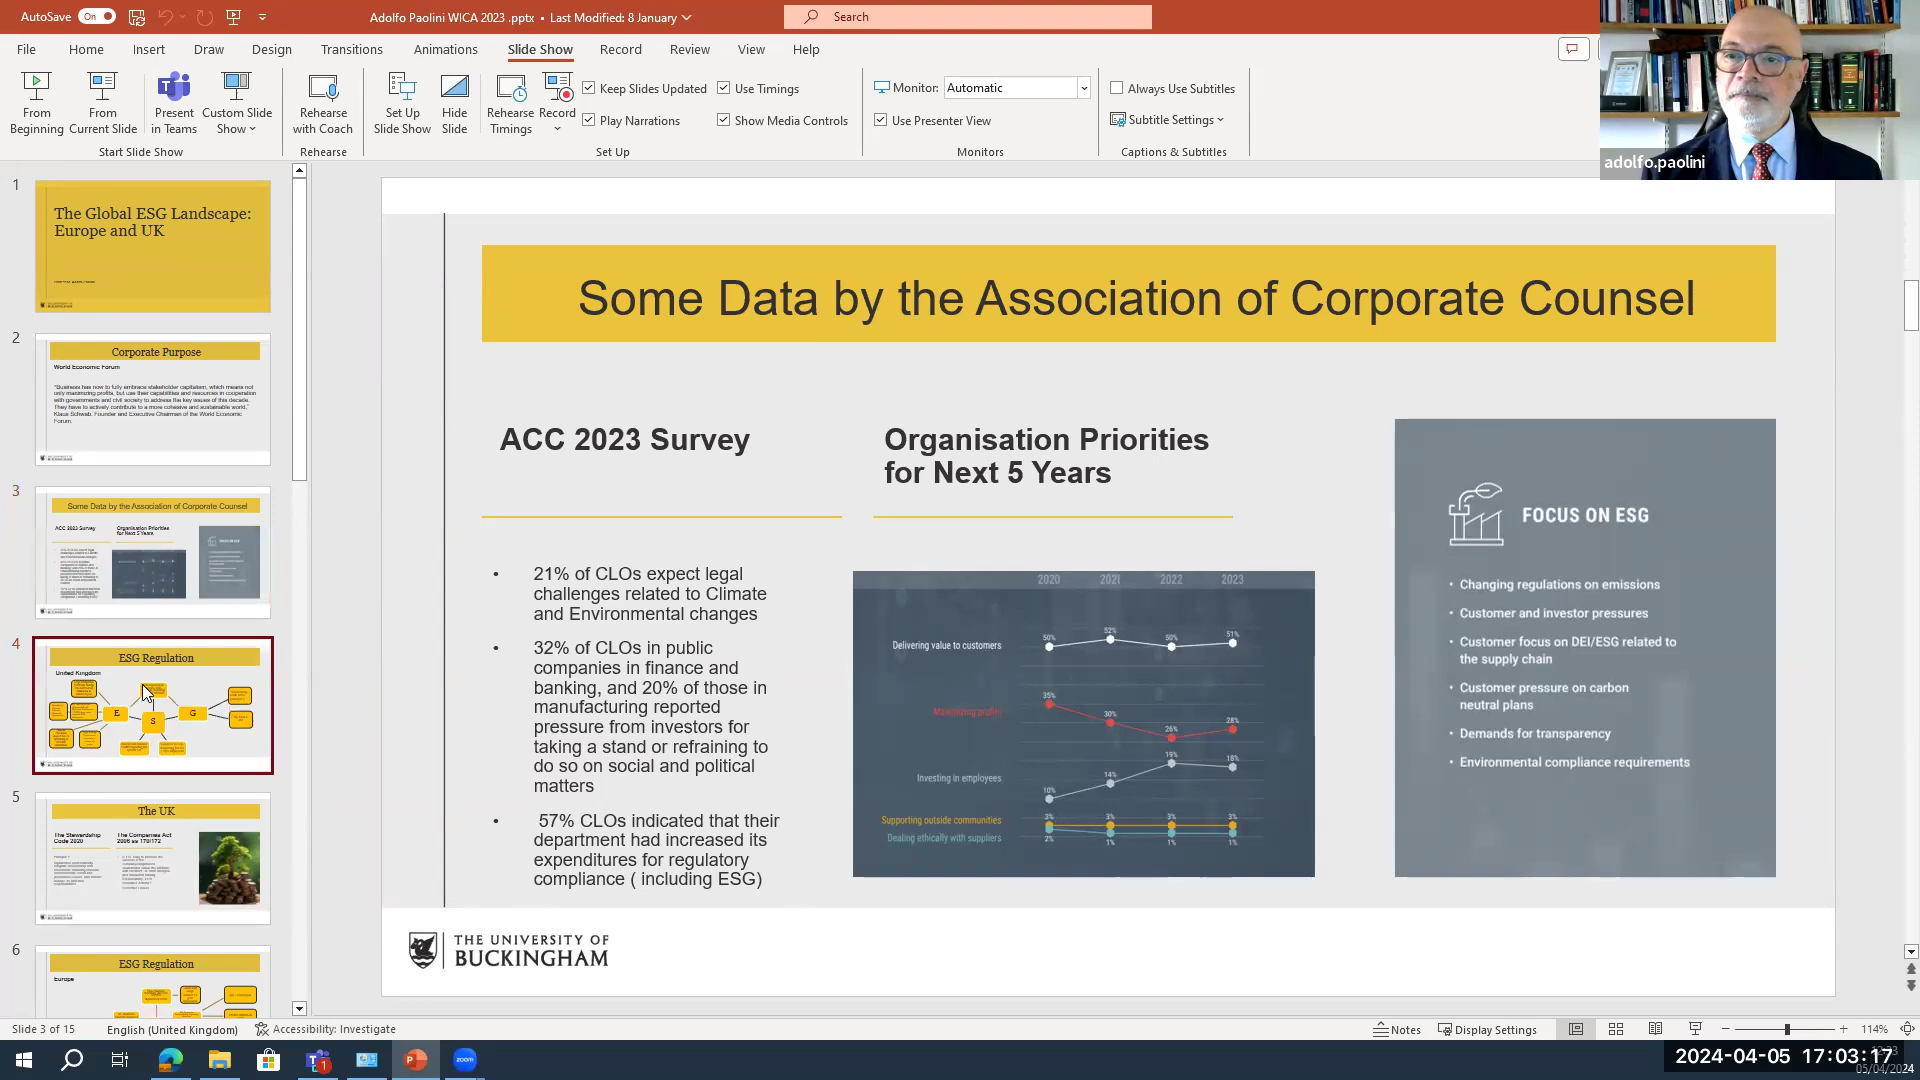 AutoSave On
Adolfo Paolini WICA 2023 .pptx • Last Modified: 8 January
Search
File Home Insert Draw Design Transitions Animations Slide Show Record Review View Help
From Beginning
From Current Slide
Present in Teams
Custom Slide Show
Start Slide Show
Rehearse with Coach
Rehearse
Set Up Slide Show
Hide Slide
Rehearse Timings
Record
Keep Slides Updated
Play Narrations
Use Timings
Show Media Controls
Set Up
Monitor: Automatic
Use Presenter View
Monitors
Always Use Subtitles
Subtitle Settings
Captions & Subtitles
adolfo.paolini
1
The Global ESG Landscape:
Europe and UK
2
Corporate Purpose
World Economic Forum
"Business has now to fully embrace stakeholder capitalism, which means not
only maximizing profits, but use their capabilities and resources in cooperation
with governments and civil society to address the key issues of this decade.
They have to actively contribute to a more cohesive and sustainable world,"
Klaus Schwab, Founder and Executive Chairman of the World Economic
Forum.
3
Some Data by the Association of Corporate Counsel
ACC 2023 Survey
Organisation Priorities
for Next 5 Years
4
ESG Regulation
United Kingdom
E
S
G
5
The UK
The Stewardship
Code 2020
The Companies Act
2006 ss 170/172
6
ESG Regulation
Europe
Some Data by the Association of Corporate Counsel
ACC 2023 Survey
• 21% of CLOs expect legal
challenges related to Climate
and Environmental changes
• 32% of CLOs in public
companies in finance and
banking, and 20% of those in
manufacturing reported
pressure from investors for
taking a stand or refraining to
do so on social and political
matters
• 57% CLOs indicated that their
department had increased its
expenditures for regulatory
compliance ( including ESG)
Organisation Priorities
for Next 5 Years
2020 2021 2022 2023
Delivering value to customers 50% 52% 50% 51%
Maximizing profits 35% 30% 26% 28%
Investing in employees 10% 14% 19% 18%
Supporting outside communities 3% 3% 3% 3%
Dealing ethically with suppliers 2% 1% 1% 1%
FOCUS ON ESG
• Changing regulations on emissions
• Customer and investor pressures
• Customer focus on DEI/ESG related to
the supply chain
• Customer pressure on carbon
neutral plans
• Demands for transparency
• Environmental compliance requirements
THE UNIVERSITY OF
BUCKINGHAM
Slide 3 of 15 English (United Kingdom) Accessibility: Investigate Notes Display Settings 114%
1
zoom
2024-04-05 17:03:17
05/04/2024